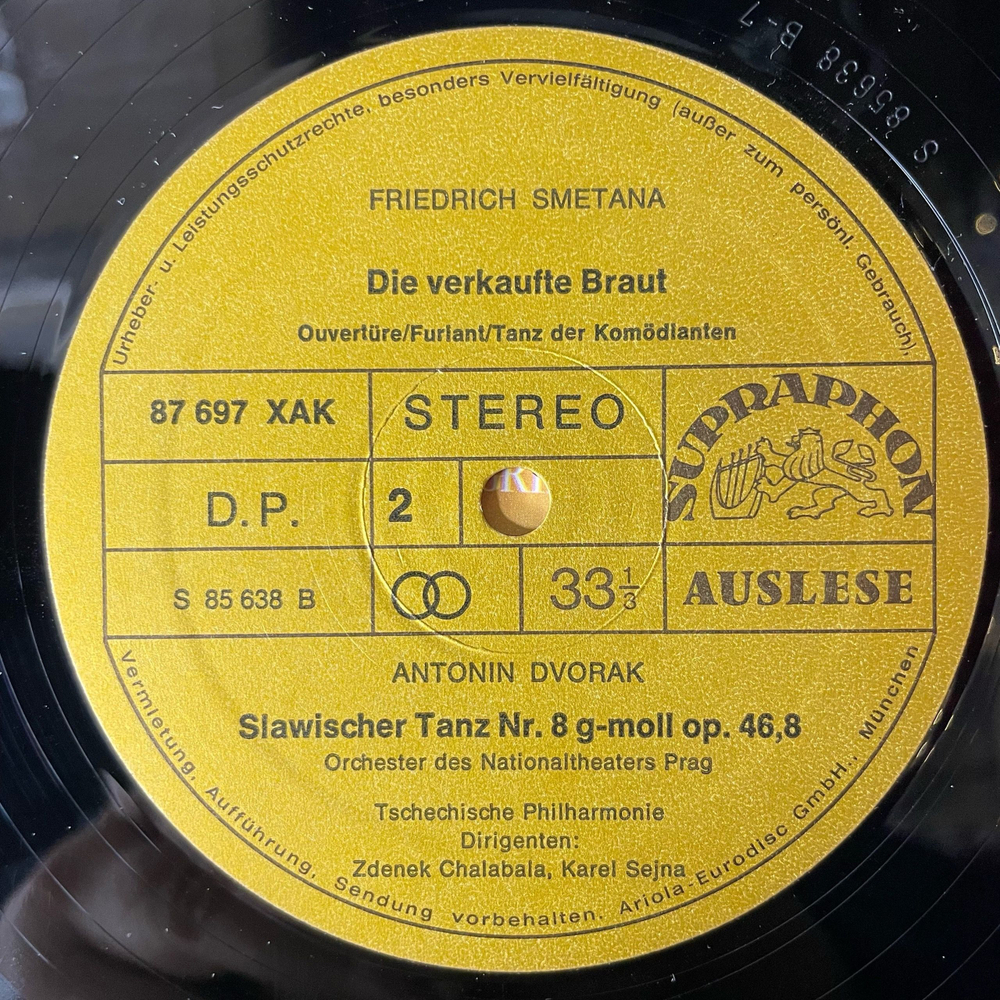 S 85638 B-1
Urheber- u. Leistungsschutzrechte, besonders Vervielfältigung (außer zum persönl. Gebrauch),
FRIEDRICH SMETANA
Die verkaufte Braut
Ouvertüre/Furiant/Tanz der Komödianten
87 697 XAK
STEREO
SUPRAPHON
D.P.
2
S 85 638 B
33 1/3
AUSLESE
ANTONIN DVORAK
Slawischer Tanz Nr. 8 g-moll op. 46,8
Orchester des Nationaltheaters Prag
Tschechische Philharmonie
Dirigenten:
Zdenek Chalabala, Karel Sejna
Vermietung, Aufführung, Sendung vorbehalten. Ariola-Eurodisc GmbH., München